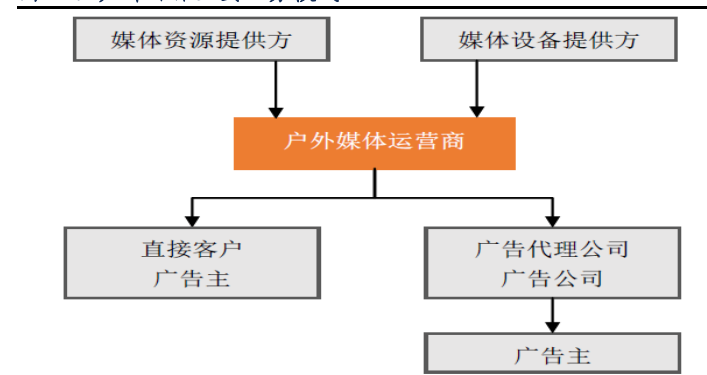 媒体资源提供方
媒体设备提供方
户外媒体运营商
直接客户
广告主
广告代理公司
广告公司
广告主